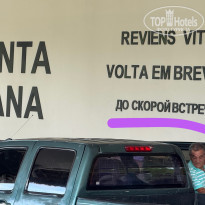 TOP Hotels
NTA
ANA
REVIENS VIT
VOLTA EM BREV
ДО СКОРОЙ ВСТРЕ